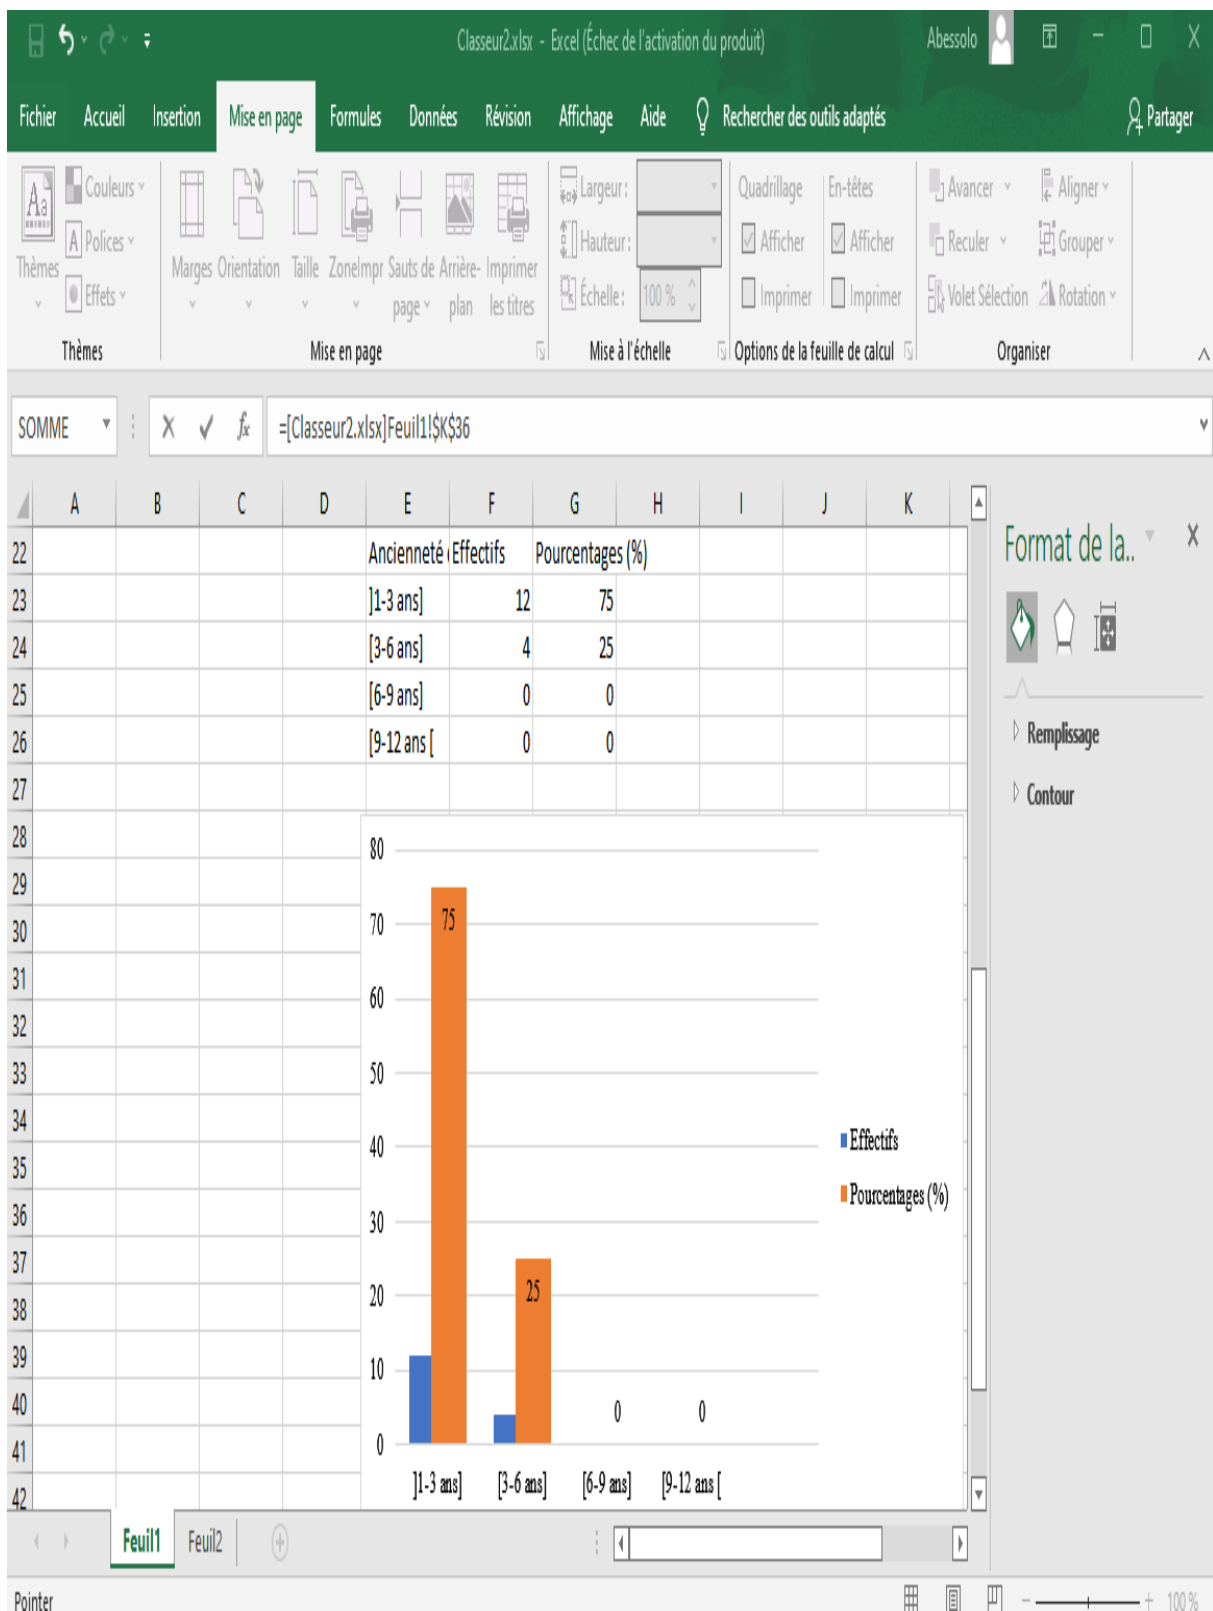 Classeur2.xlsx - Excel (Échec de l'activation du produit) Abessolo
Fichier Accueil Insertion Mise en page Formules Données Révision Affichage Aide Rechercher des outils adaptés Partager
Couleurs Largeur : Quadrillage En-têtes Avancer Aligner
Polices Hauteur : Afficher Afficher Reculer Grouper
Thèmes Effets Marges Orientation Taille ZoneImpr Sauts de page Arrière-plan Imprimer les titres Échelle : 100 % Imprimer Imprimer Volet Sélection Rotation
Thèmes Mise en page Mise à l'échelle Options de la feuille de calcul Organiser
SOMME fx =[Classeur2.xlsx]Feuil1!$K$36
A B C D E F G H I J K
Format de la..
22 Ancienneté Effectifs Pourcentages (%)
23 ]1-3 ans] 12 75
24 [3-6 ans] 4 25
25 [6-9 ans] 0 0
26 [9-12 ans [ 0 0
Remplissage
Contour
27
28
29
30
31
32
33
34
35
36
37
38
39
40
41
42
80
70
60
50
40
30
20
10
0
75
25
0
0
]1-3 ans] [3-6 ans] [6-9 ans] [9-12 ans [
Effectifs
Pourcentages (%)
Feuil1 Feuil2
Pointer 100 %